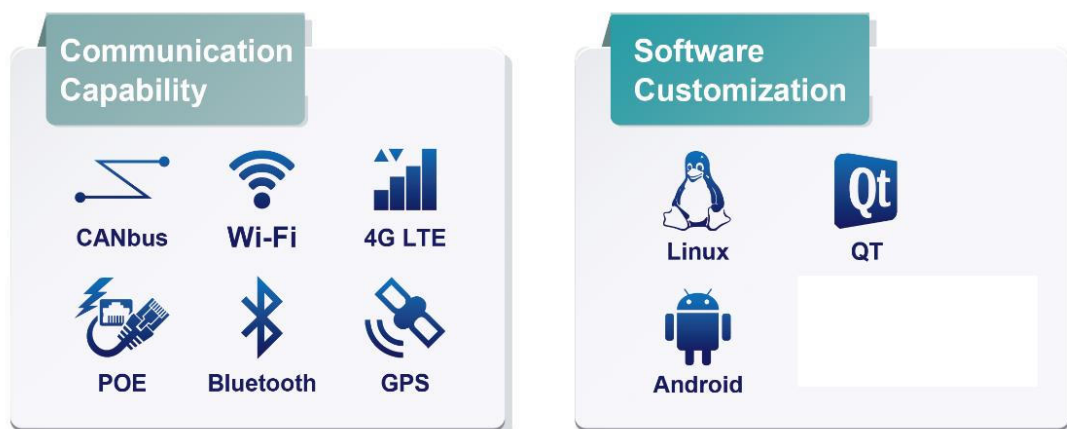 Communication
Capability
CANbus
Wi-Fi
4G LTE
POE
Bluetooth
GPS
Software
Customization
Linux
Qt
QT
Android